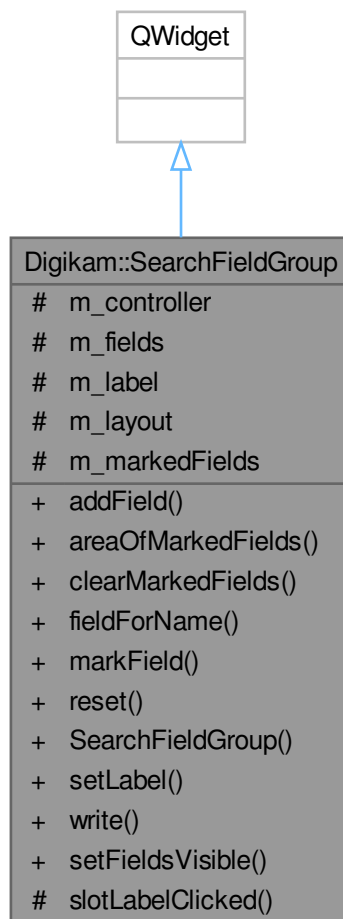 QWidget
Digikam::SearchFieldGroup
# m_controller
# m_fields
# m_label
# m_layout
# m_markedFields
+ addField()
+ areaOfMarkedFields()
+ clearMarkedFields()
+ fieldForName()
+ markField()
+ reset()
+ SearchFieldGroup()
+ setLabel()
+ write()
+ setFieldsVisible()
# slotLabelClicked()